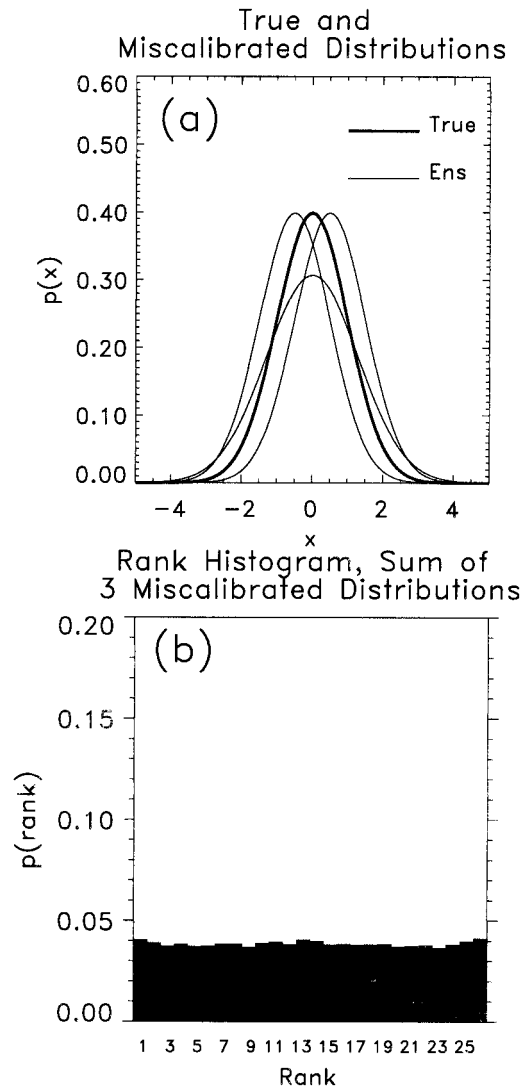 True and
Miscalibrated Distributions
(a)
True
Ens
0.60
0.50
0.40
0.30
0.20
0.10
0.00
p(x)
-4 -2 0 2 4
x
Rank Histogram, Sum of
3 Miscalibrated Distributions
(b)
0.20
0.15
0.10
0.05
0.00
p(rank)
1 3 5 7 9 11 13 15 17 19 21 23 25
Rank